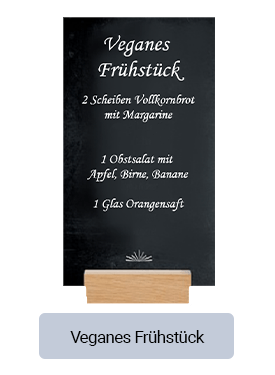 Veganes
Frühstück
2 Scheiben Vollkornbrot
mit Margarine
1 Obstsalat mit
Apfel, Birne, Banane
1 Glas Orangensaft
Veganes Frühstück